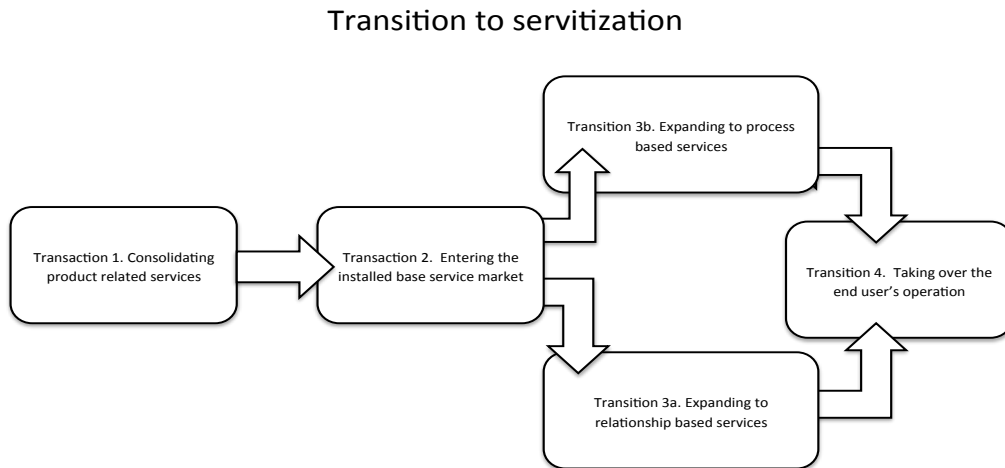 Transition to servitization
Transition 3b. Expanding to process
based services
Transaction 1. Consolidating
product related services
Transaction 2. Entering the
installed base service market
Transition 4. Taking over the
end user's operation
Transition 3a. Expanding to
relationship based services